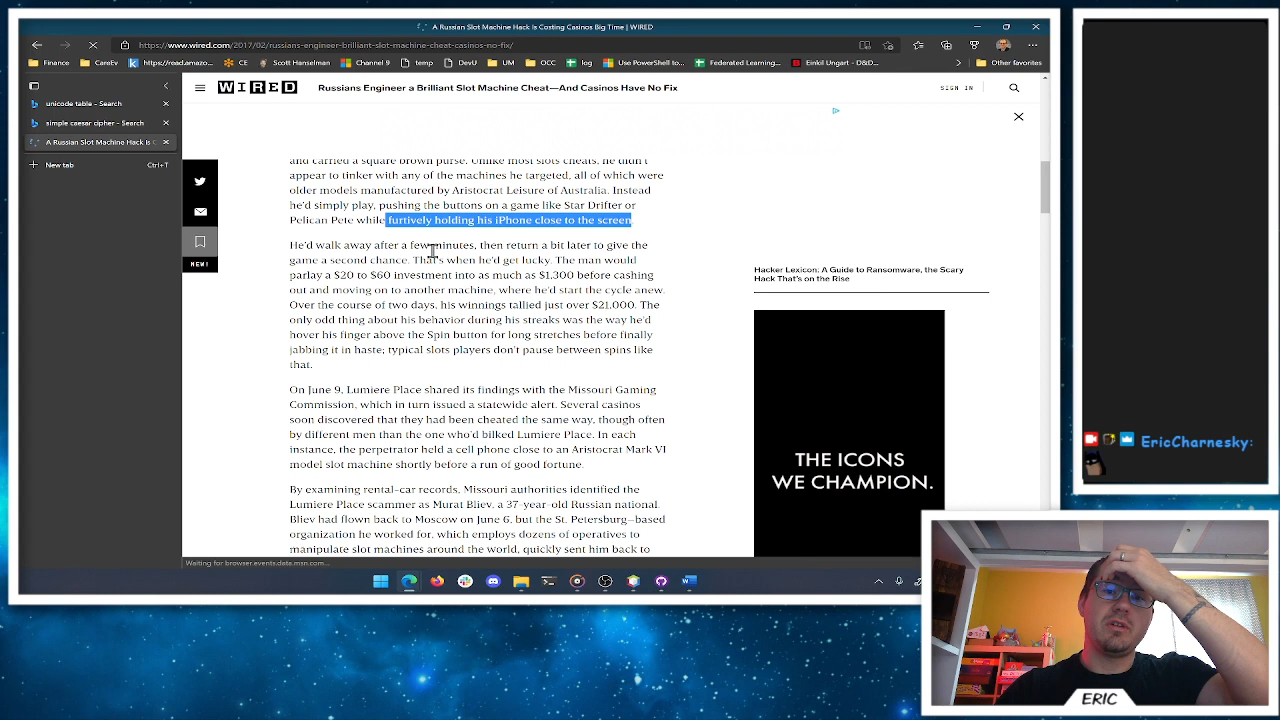 A Russian Slot Machine Hack Is Costing Casinos Big Time | WIRED
https://www.wired.com/2017/02/russians-engineer-brilliant-slot-machine-cheat-casinos-no-fix/
Finance CareEv https://read.amazo... CE Scott Hanselman Channel 9 temp DevU UM OCC log Use PowerShell to... Federated Learning... Einkil Ungart - D&D... Other favorites
WIRED Russians Engineer a Brilliant Slot Machine Cheat—And Casinos Have No Fix SIGN IN
unicode table - Search
simple caesar cipher - Search
A Russian Slot Machine Hack Is C
New tab Ctrl+T
and carried a square brown purse. Unlike most slots cheats, he didn't
appear to tinker with any of the machines he targeted, all of which were
older models manufactured by Aristocrat Leisure of Australia. Instead
he'd simply play, pushing the buttons on a game like Star Drifter or
Pelican Pete while furtively holding his iPhone close to the screen.
He'd walk away after a few minutes, then return a bit later to give the
game a second chance. That's when he'd get lucky. The man would
parlay a $20 to $60 investment into as much as $1,300 before cashing
out and moving on to another machine, where he'd start the cycle anew.
Over the course of two days, his winnings tallied just over $21,000. The
only odd thing about his behavior during his streaks was the way he'd
hover his finger above the Spin button for long stretches before finally
jabbing it in haste; typical slots players don't pause between spins like
that.
On June 9, Lumiere Place shared its findings with the Missouri Gaming
Commission, which in turn issued a statewide alert. Several casinos
soon discovered that they had been cheated the same way, though often
by different men than the one who'd bilked Lumiere Place. In each
instance, the perpetrator held a cell phone close to an Aristocrat Mark VI
model slot machine shortly before a run of good fortune.
By examining rental-car records, Missouri authorities identified the
Lumiere Place scammer as Murat Bliev, a 37-year-old Russian national.
Bliev had flown back to Moscow on June 6, but the St. Petersburg–based
organization he worked for, which employs dozens of operatives to
manipulate slot machines around the world, quickly sent him back to
NEW!
Hacker Lexicon: A Guide to Ransomware, the Scary
Hack That's on the Rise
THE ICONS
WE CHAMPION.
Waiting for browser.events.data.msn.com...
EricCharnesky:
ERIC